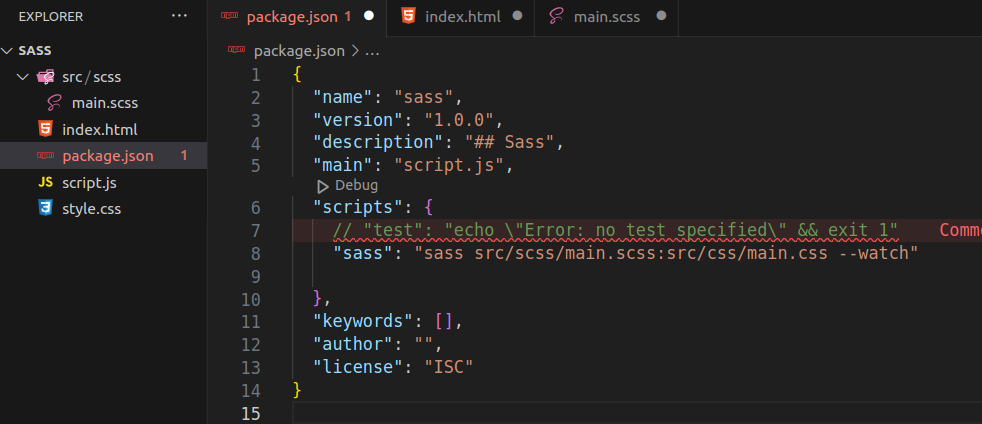 EXPLORER ...
package.json 1
index.html
main.scss
SASS
package.json > ...
src/scss
main.scss
index.html
package.json 1
JS script.js
style.css
1 {
2 "name": "sass",
3 "version": "1.0.0",
4 "description": "## Sass",
5 "main": "script.js",
Debug
6 "scripts": {
7 // "test": "echo \"Error: no test specified\" && exit 1" Comm
8 "sass": "sass src/scss/main.scss:src/css/main.css --watch"
9
10 },
11 "keywords": [],
12 "author": "",
13 "license": "ISC"
14 }
15